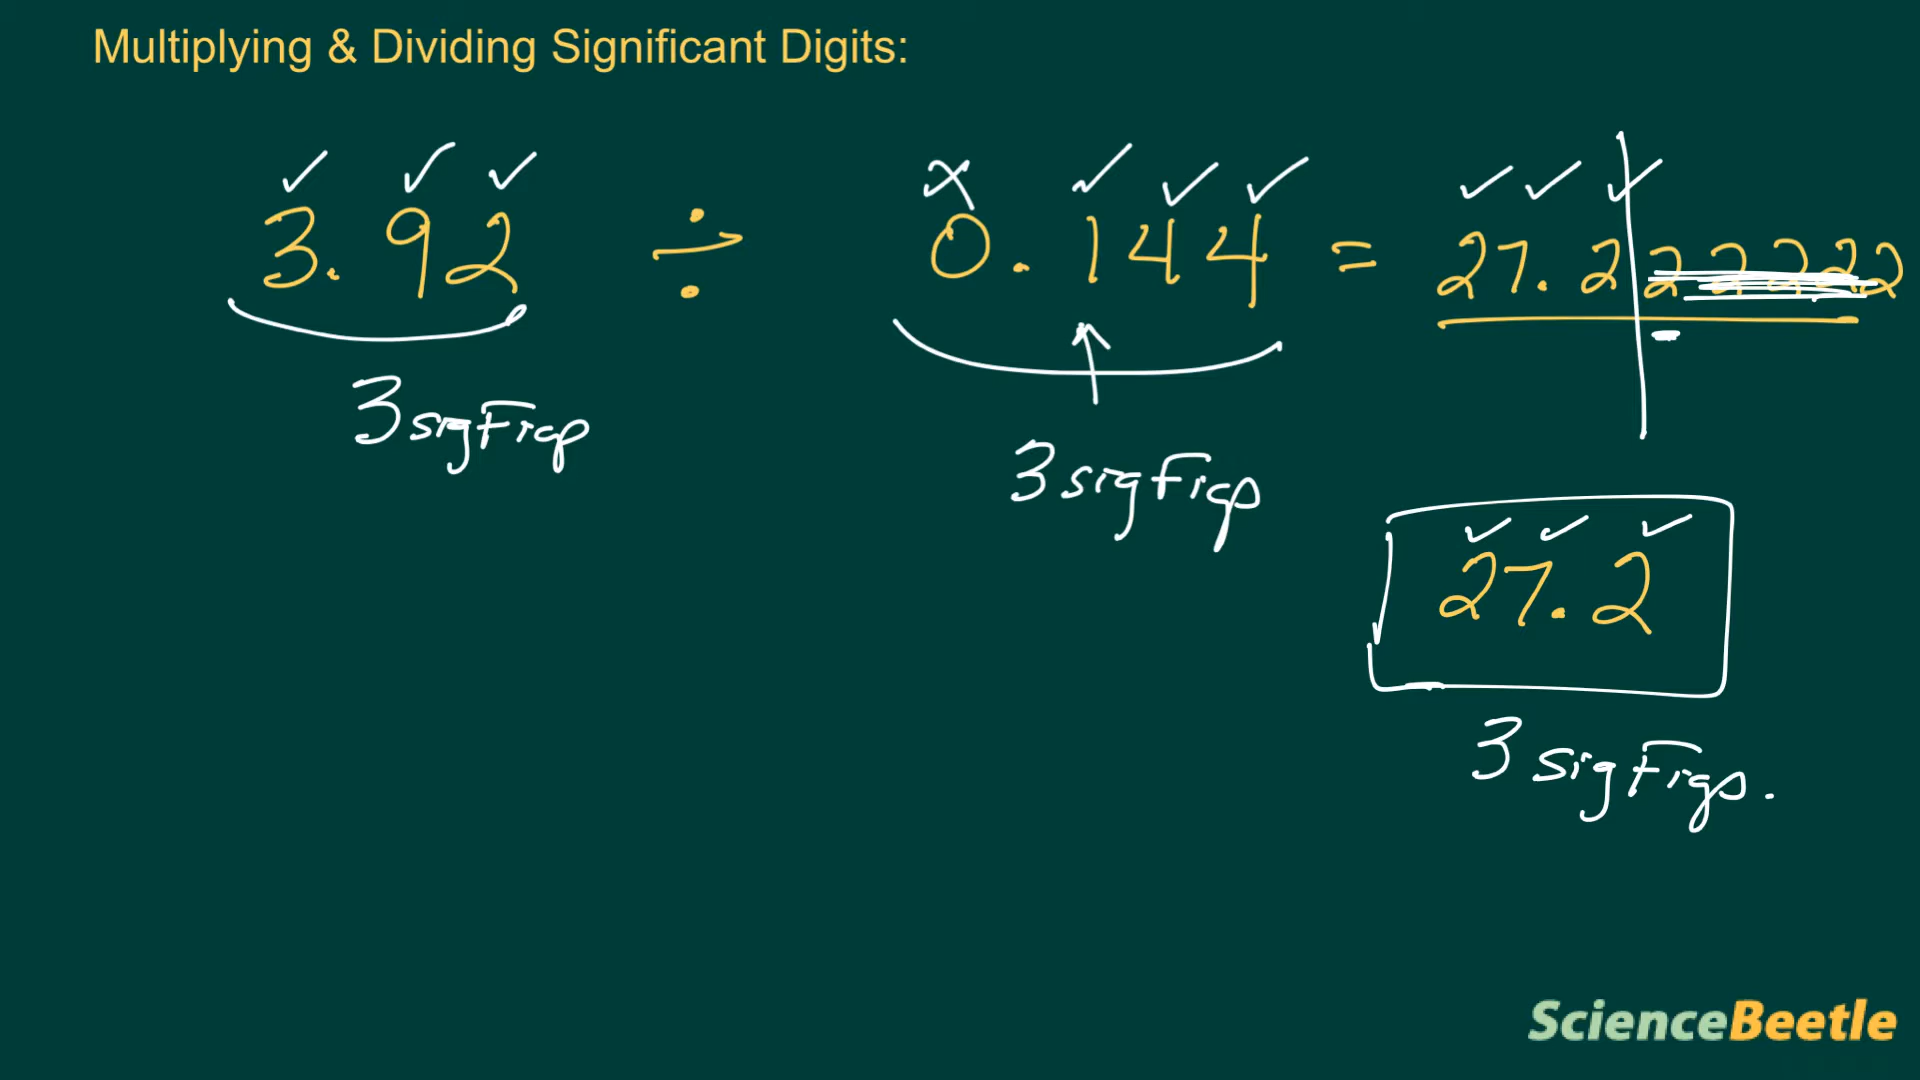 Multiplying & Dividing Significant Digits:
3.92 ÷ 0.144 = 27.222222
3 sig Figs
3 sig Figs
27.2
3 sig Figs.
ScienceBeetle